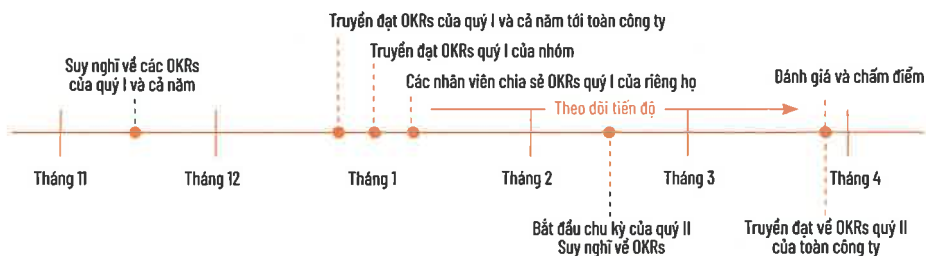 Truyền đạt OKRs của quý I và cả năm tới toàn công ty
Truyền đạt OKRs quý I của nhóm
Suy nghĩ về các OKRs
của quý I và cả năm
Các nhân viên chia sẻ OKRs quý I của riêng họ
Đánh giá và chấm điểm
Theo dõi tiến độ
Tháng 11
Tháng 12
Tháng 1
Tháng 2
Tháng 3
Tháng 4
Bắt đầu chu kỳ của quý II
Suy nghĩ về OKRs
Truyền đạt về OKRs quý II
của toàn công ty